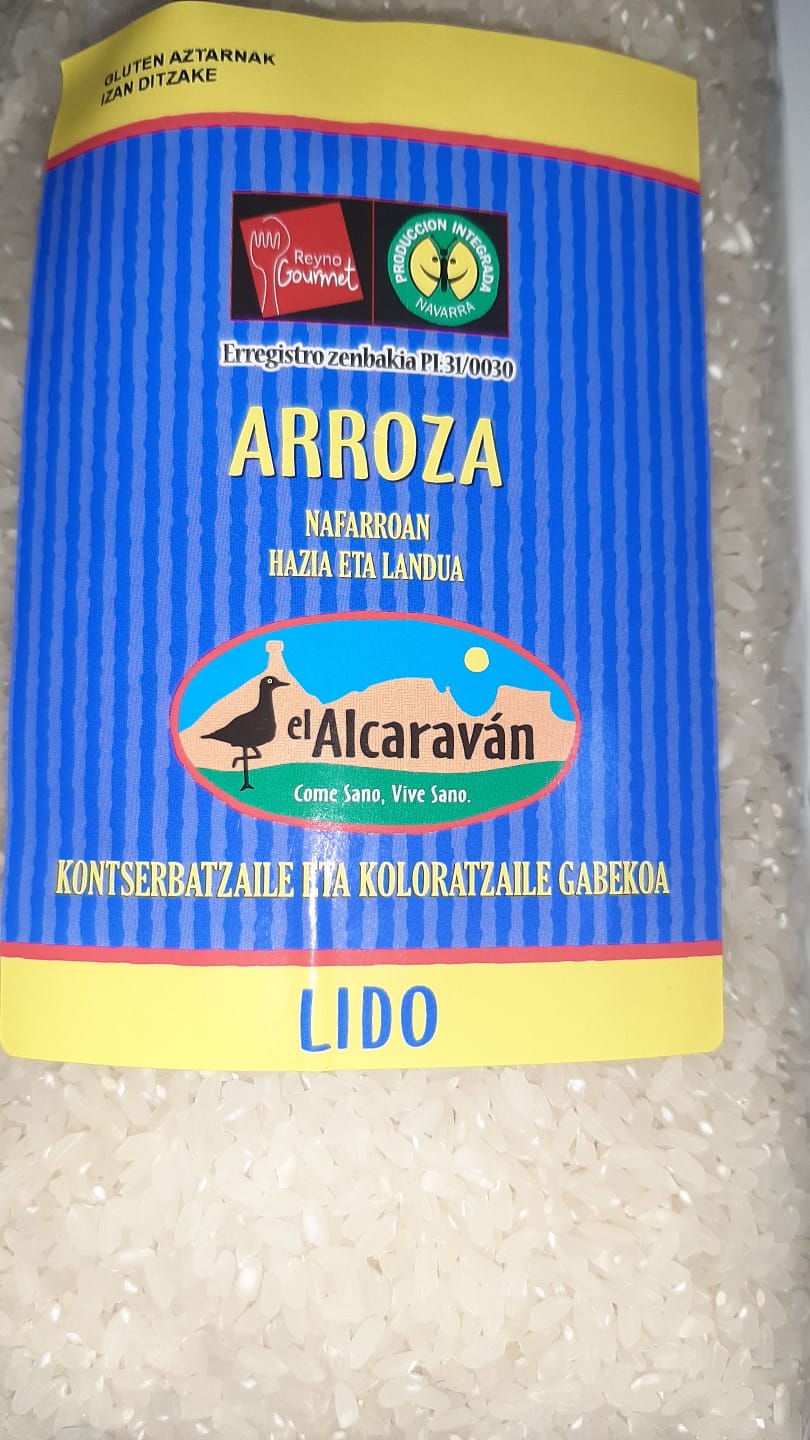 GLUTEN AZTARNAK
IZAN DITZAKE
Reyno
Gourmet
PRODUCCION INTEGRADA
NAVARRA
Erregistro zenbakia PI:31/0030
ARROZA
NAFARROAN
HAZIA ETA LANDUA
el Alcaraván
Come Sano, Vive Sano.
KONTSERBATZAILE ETA KOLORATZAILE GABEKOA
LIDO